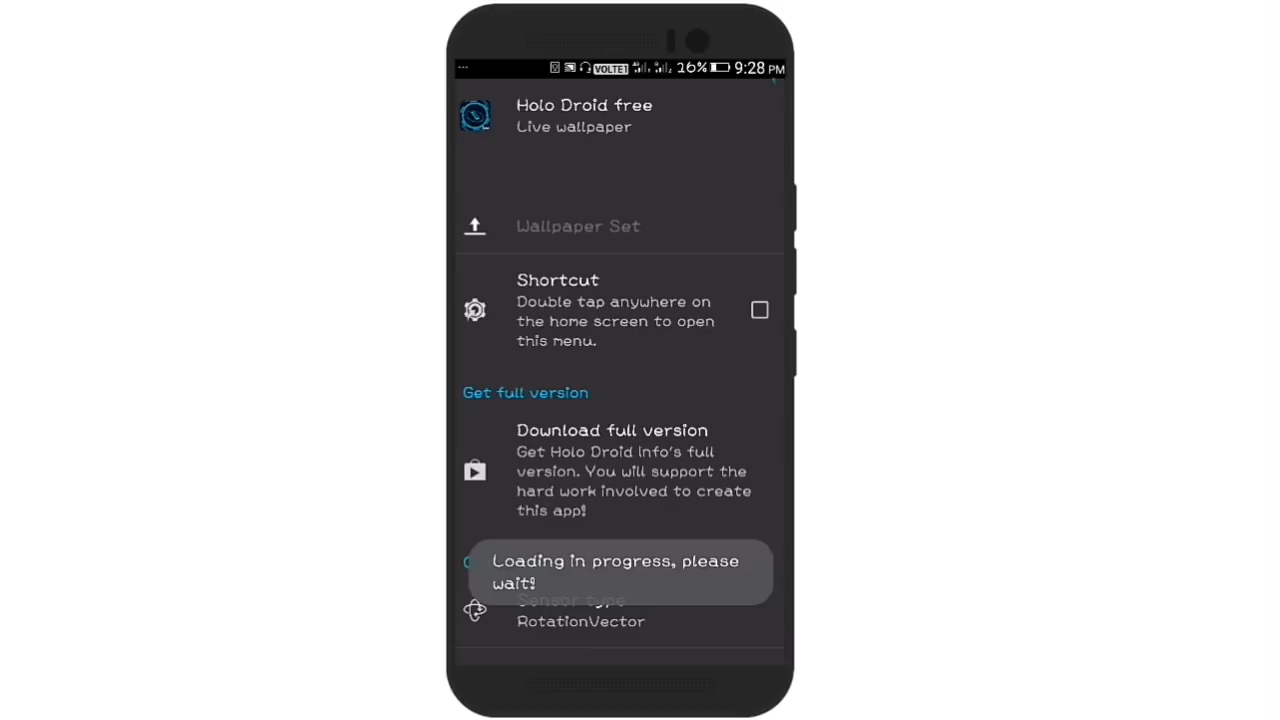 ... VOLTE1 26% 9:28 PM
Holo Droid free
Live wallpaper
Wallpaper Set
Shortcut
Double tap anywhere on
the home screen to open
this menu.
Get full version
Download full version
Get Holo Droid Info's full
version. You will support the
hard work involved to create
this app!
Loading in progress, please
wait!
Sensor type
RotationVector